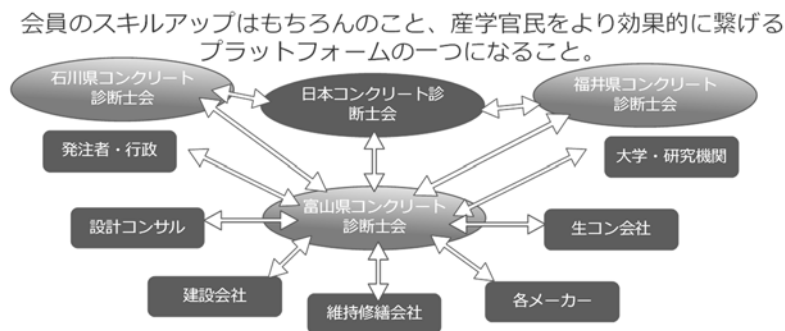 会員のスキルアップはもちろんのこと、産学官民をより効果的に繋げる
プラットフォームの一つになること。
石川県コンクリート
診断士会
日本コンクリート診
断士会
福井県コンクリート
診断士会
発注者・行政
大学・研究機関
富山県コンクリート
診断士会
設計コンサル
生コン会社
建設会社
維持修繕会社
各メーカー